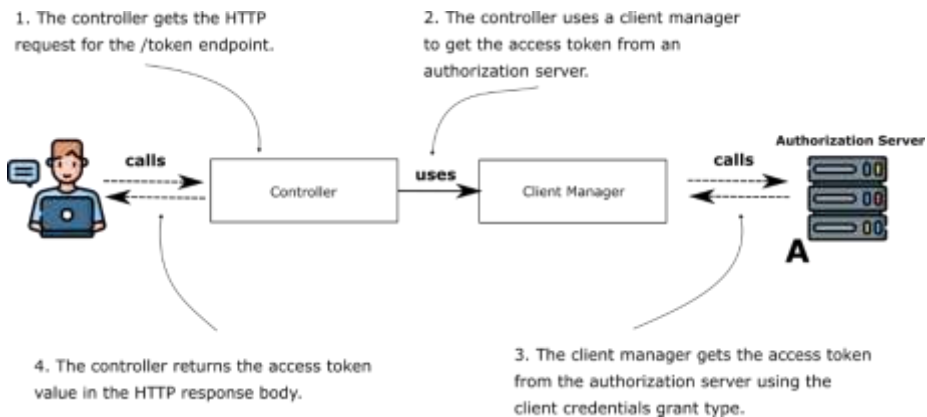 1. The controller gets the HTTP
request for the /token endpoint.
2. The controller uses a client manager
to get the access token from an
authorization server.
Authorization Server
calls
uses
calls
Controller
Client Manager
A
4. The controller returns the access token
value in the HTTP response body.
3. The client manager gets the access token
from the authorization server using the
client credentials grant type.